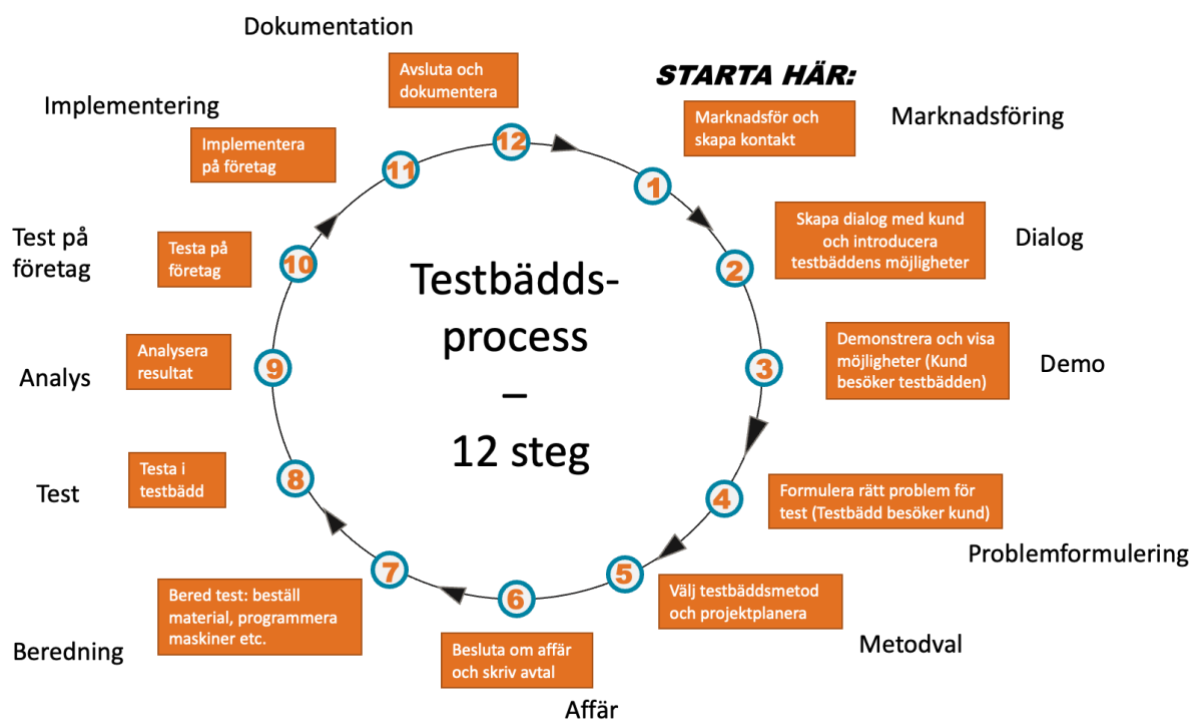 Dokumentation
Avsluta och
dokumentera
STARTA HÄR:
Marknadsför och
skapa kontakt
Marknadsföring
Implementering
Implementera
på företag
12
11
1
Skapa dialog med kund
och introducera
testbäddens möjligheter
Dialog
2
Test på
företag
Testa på
företag
10
Testbädds-
process
–
12 steg
Demonstrera och visa
möjligheter (Kund
besöker testbädden)
Demo
3
Analys
Analysera
resultat
9
Test
Testa i
testbädd
8
4
Formulera rätt problem för
test (Testbädd besöker kund)
Problemformulering
5
Välj testbäddsmetod
och projektplanera
Metodval
6
Besluta om affär
och skriv avtal
Affär
7
Bered test: beställ
material, programmera
maskiner etc.
Beredning